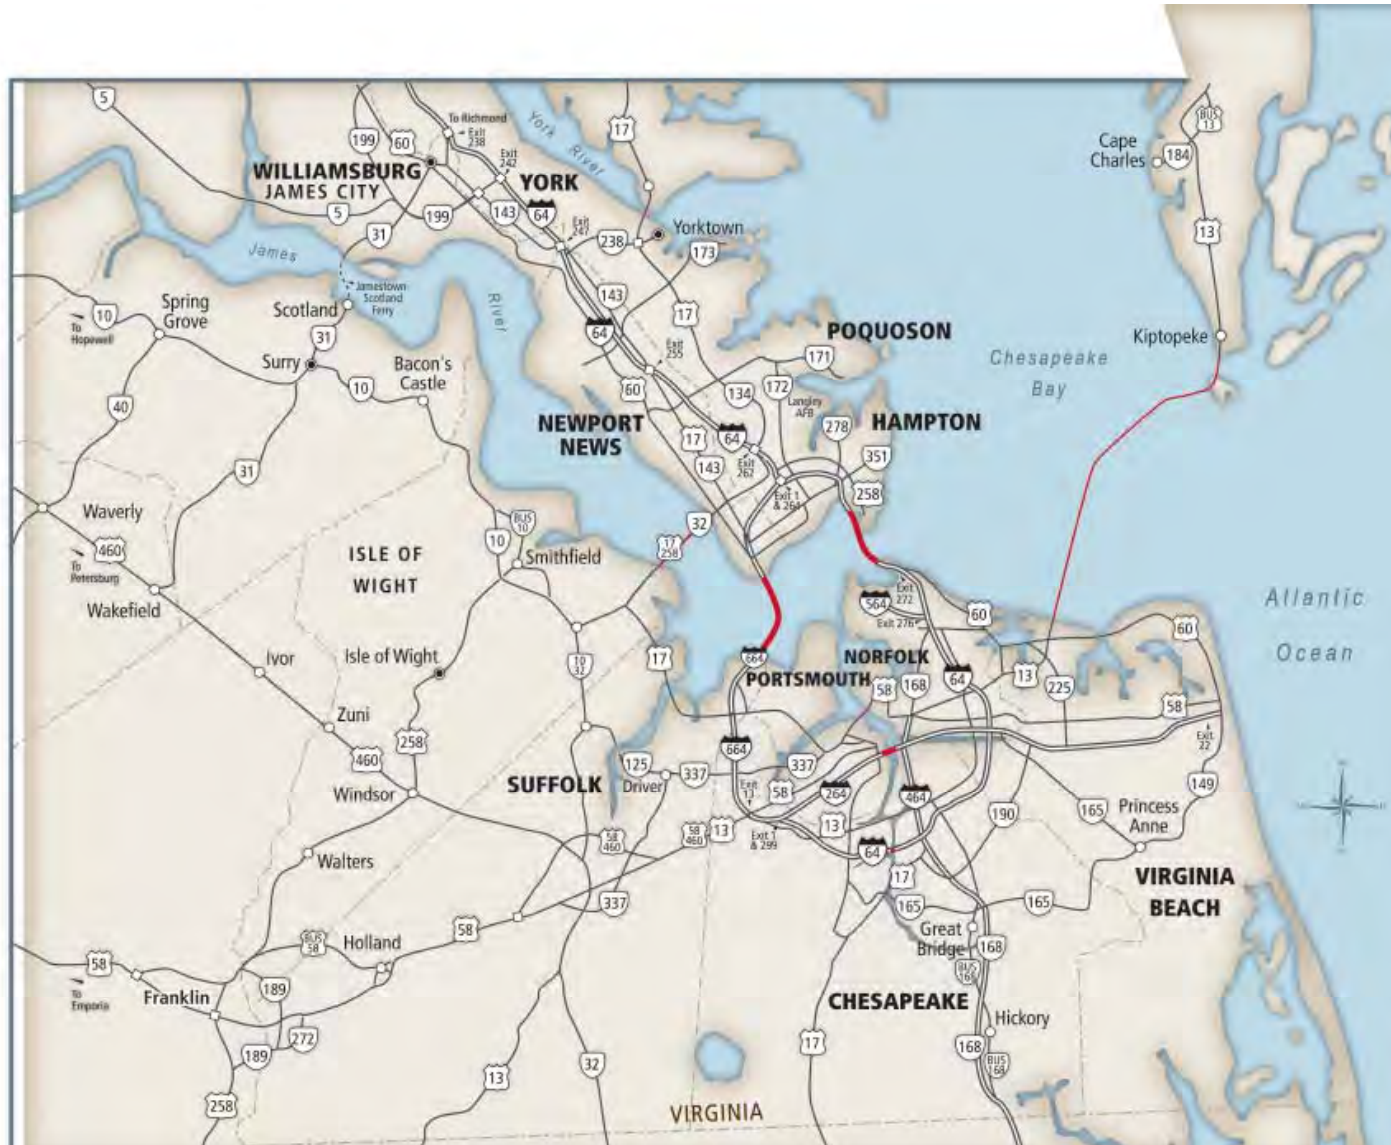 5
199
60
To Richmond
Exit
238
Exit
242
York River
17
BUS
13
Cape
Charles
184
WILLIAMSBURG
JAMES CITY
YORK
5
199
143
64
Exit
247
31
238
Yorktown
173
13
James
River
Jamestown
Scotland
Ferry
10
To
Hopewell
Spring
Grove
Scotland
31
143
64
17
POQUOSON
Kiptopeke
Chesapeake
Bay
Surry
10
Bacon's
Castle
Exit
255
171
40
60
134
172
Langley
AFB
NEWPORT
NEWS
278
HAMPTON
17
64
351
31
143
Exit
262
Exit 1
& 264
258
Waverly
BUS
10
32
460
To
Petersburg
10
17
258
ISLE OF
WIGHT
Smithfield
Wakefield
Exit
272
564
60
Exit 276
60
Atlantic
Ocean
Ivor
Isle of Wight
10
32
17
664
PORTSMOUTH
NORFOLK
58
168
64
13
225
58
Zuni
258
460
664
Exit
22
SUFFOLK
125
Driver
337
337
Windsor
Exit
13
58
264
464
149
190
165
Princess
Anne
58
460
58
460
13
Exit 1
& 299
13
64
Walters
17
VIRGINIA
BEACH
337
165
165
58
BUS
58
Holland
Great
Bridge
168
BUS
168
58
To
Emporia
Franklin
189
CHESAPEAKE
Hickory
272
189
17
168
BUS
168
13
32
258
VIRGINIA